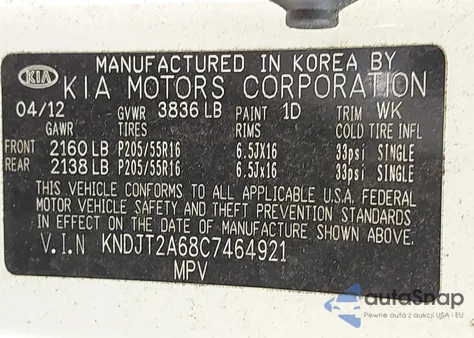 MANUFACTURED IN KOREA BY
KIA KIA MOTORS CORPORATION
04/12 GVWR 3836 LB PAINT 1D TRIM WK
GAWR TIRES RIMS COLD TIRE INFL
FRONT 2160 LB P205/55R16 6.5JX16 33psi SINGLE
REAR 2138 LB P205/55R16 6.5JX16 33psi SINGLE
THIS VEHICLE CONFORMS TO ALL APPLICABLE U.S.A. FEDERAL
MOTOR VEHICLE SAFETY AND THEFT PREVENTION STANDARDS
IN EFFECT ON THE DATE OF MANUFACTURE SHOWN ABOVE.
V.I.N KNDJT2A68C7464921
MPV
autoSnap
Pewne auta z USA i EU